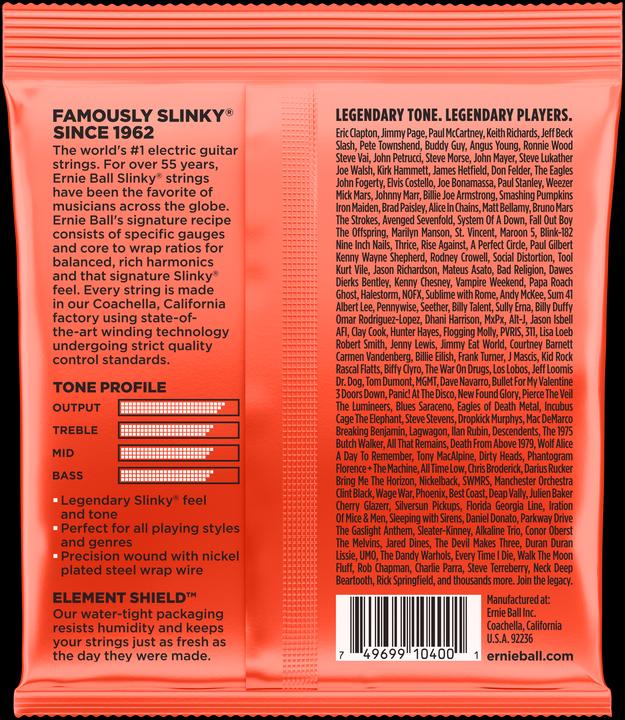 FAMOUSLY SLINKY®
SINCE 1962
The world's #1 electric guitar
strings. For over 55 years,
Ernie Ball Slinky® strings
have been the favorite of
musicians across the globe.
Ernie Ball's signature recipe
consists of specific gauges
and core to wrap ratios for
balanced, rich harmonics
and that signature Slinky®
feel. Every string is made
in our Coachella, California
factory using state-of-
the-art winding technology
undergoing strict quality
control standards.
TONE PROFILE
OUTPUT
TREBLE
MID
BASS
Legendary Slinky® feel
and tone
Perfect for all playing styles
and genres
Precision wound with nickel
plated steel wrap wire
ELEMENT SHIELD™
Our water-tight packaging
resists humidity and keeps
your strings just as fresh as
the day they were made.
LEGENDARY TONE. LEGENDARY PLAYERS.
Eric Clapton, Jimmy Page, Paul McCartney, Keith Richards, Jeff Beck
Slash, Pete Townshend, Buddy Guy, Angus Young, Ronnie Wood
Steve Vai, John Petrucci, Steve Morse, John Mayer, Steve Lukather
Joe Walsh, Kirk Hammett, James Hetfield, Don Felder, The Eagles
John Fogerty, Elvis Costello, Joe Bonamassa, Paul Stanley, Weezer
Mick Mars, Johnny Marr, Billie Joe Armstrong, Smashing Pumpkins
Iron Maiden, Brad Paisley, Alice In Chains, Matt Bellamy, Bruno Mars
The Strokes, Avenged Sevenfold, System Of A Down, Fall Out Boy
The Offspring, Marilyn Manson, St. Vincent, Maroon 5, Blink-182
Nine Inch Nails, Thrice, Rise Against, A Perfect Circle, Paul Gilbert
Kenny Wayne Shepherd, Rodney Crowell, Social Distortion, Tool
Kurt Vile, Jason Richardson, Mateus Asato, Bad Religion, Dawes
Dierks Bentley, Kenny Chesney, Vampire Weekend, Papa Roach
Ghost, Halestorm, NOFX, Sublime with Rome, Andy McKee, Sum 41
Albert Lee, Pennywise, Seether, Billy Talent, Sully Erna, Billy Duffy
Omar Rodriguez-Lopez, Dhani Harrison, MxPx, Alt-J, Jason Isbell
AFI, Clay Cook, Hunter Hayes, Flogging Molly, PVRIS, 311, Lisa Loeb
Robert Smith, Jenny Lewis, Jimmy Eat World, Courtney Barnett
Carmen Vandenberg, Billie Eilish, Frank Turner, J Mascis, Kid Rock
Rascal Flatts, Biffy Clyro, The War On Drugs, Los Lobos, Jeff Loomis
Dr. Dog, Tom Dumont, MGMT, Dave Navarro, Bullet For My Valentine
3 Doors Down, Panic! At The Disco, New Found Glory, Pierce The Veil
The Lumineers, Blues Saraceno, Eagles of Death Metal, Incubus
Cage The Elephant, Steve Stevens, Dropkick Murphys, Mac DeMarco
Breaking Benjamin, Lagwagon, Ilan Rubin, Descendents, The 1975
Butch Walker, All That Remains, Death From Above 1979, Wolf Alice
A Day To Remember, Tony MacAlpine, Dirty Heads, Phantogram
Florence + The Machine, All Time Low, Chris Broderick, Darius Rucker
Bring Me The Horizon, Nickelback, SWMRS, Manchester Orchestra
Clint Black, Wage War, Phoenix, Best Coast, Deap Vally, Julien Baker
Cherry Glazerr, Silversun Pickups, Florida Georgia Line, Iration
Of Mice & Men, Sleeping with Sirens, Daniel Donato, Parkway Drive
The Gaslight Anthem, Sleater-Kinney, Alkaline Trio, Conor Oberst
The Melvins, Jared Dines, The Devil Makes Three, Duran Duran
Lissie, UMO, The Dandy Warhols, Every Time I Die, Walk The Moon
Fluff, Rob Chapman, Charlie Parra, Steve Terreberry, Neck Deep
Beartooth, Rick Springfield, and thousands more. Join the legacy.
7 49699 10400 1
Manufactured at:
Ernie Ball Inc.
Coachella, California
U.S.A. 92236
ernieball.com